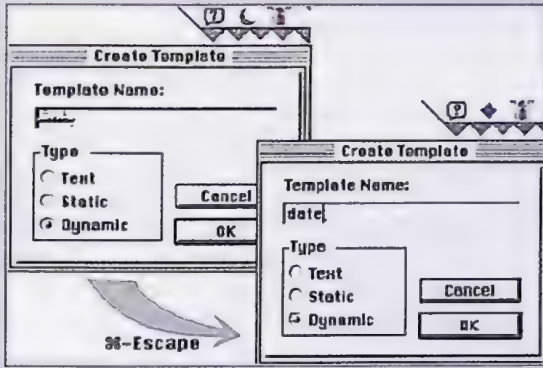 Create Template
Template Name:
Type
Text
Static
Dynamic
Cancel
OK
⌘-Escape
Create Template
Template Name:
date
Type
Text
Static
Dynamic
Cancel
OK